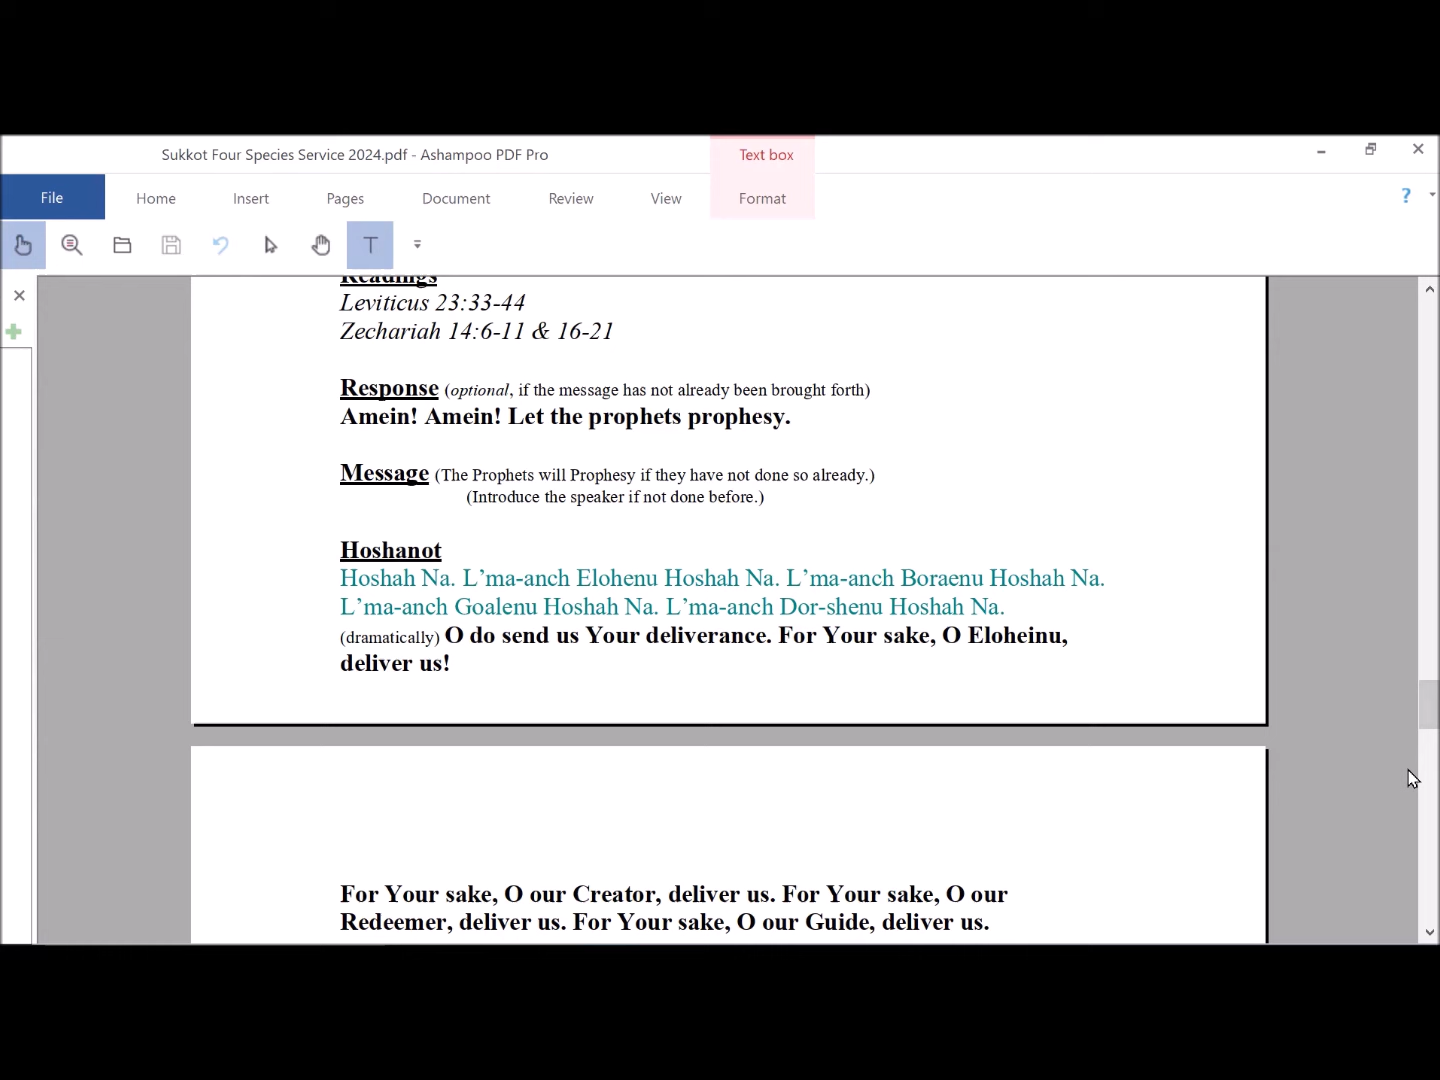 Sukkot Four Species Service 2024.pdf - Ashampoo PDF Pro
Text box
File Home Insert Pages Document Review View Format
?
T
Readings
Leviticus 23:33-44
Zechariah 14:6-11 & 16-21
Response (optional, if the message has not already been brought forth)
Amein! Amein! Let the prophets prophesy.
Message (The Prophets will Prophesy if they have not done so already.)
(Introduce the speaker if not done before.)
Hoshanot
Hoshah Na. L’ma-anch Elohenu Hoshah Na. L’ma-anch Boraenu Hoshah Na.
L’ma-anch Goalenu Hoshah Na. L’ma-anch Dor-shenu Hoshah Na.
(dramatically) O do send us Your deliverance. For Your sake, O Eloheinu,
deliver us!
For Your sake, O our Creator, deliver us. For Your sake, O our
Redeemer, deliver us. For Your sake, O our Guide, deliver us.